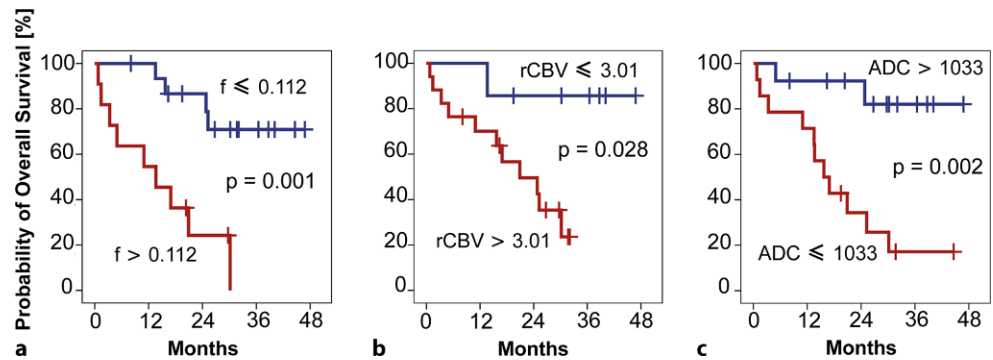 Probability of Overall Survival [%]
100
80
60
40
20
0
f ⩽ 0.112
p = 0.001
f > 0.112
0 12 24 36 48
Months
a
100
80
60
40
20
0
rCBV ⩽ 3.01
p = 0.028
rCBV > 3.01
0 12 24 36 48
Months
b
100
80
60
40
20
0
ADC > 1033
p = 0.002
ADC ⩽ 1033
0 12 24 36 48
Months
c